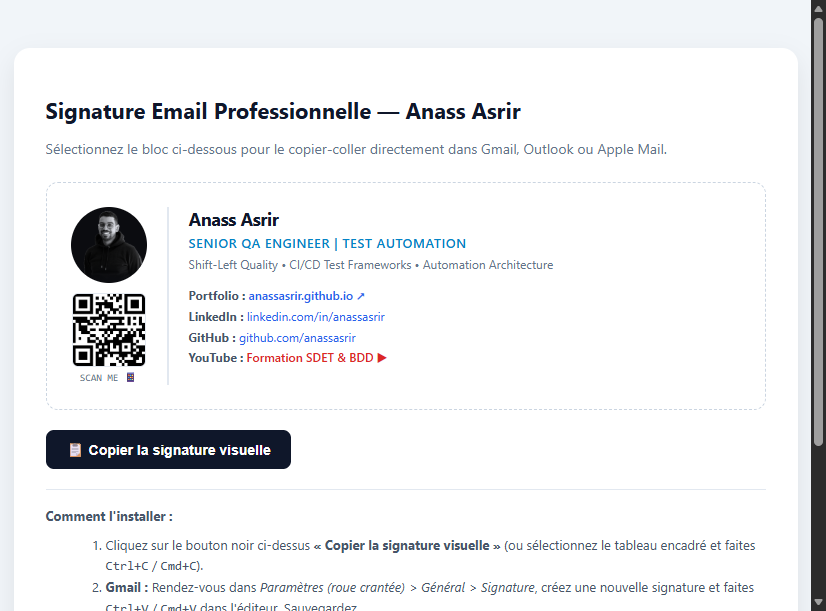 Signature Email Professionnelle — Anass Asrir
Sélectionnez le bloc ci-dessous pour le copier-coller directement dans Gmail, Outlook ou Apple Mail.
Anass Asrir
SENIOR QA ENGINEER | TEST AUTOMATION
Shift-Left Quality • CI/CD Test Frameworks • Automation Architecture
Portfolio : anassasrir.github.io ↗
LinkedIn : linkedin.com/in/anassasrir
GitHub : github.com/anassasrir
YouTube : Formation SDET & BDD ▶
SCAN ME
📋 Copier la signature visuelle
Comment l'installer :
1. Cliquez sur le bouton noir ci-dessus « Copier la signature visuelle » (ou sélectionnez le tableau encadré et faites
Ctrl+C / Cmd+C).
2. Gmail : Rendez-vous dans Paramètres (roue crantée) > Général > Signature, créez une nouvelle signature et faites
Ctrl+V / Cmd+V dans l'éditeur. Sauvegardez.